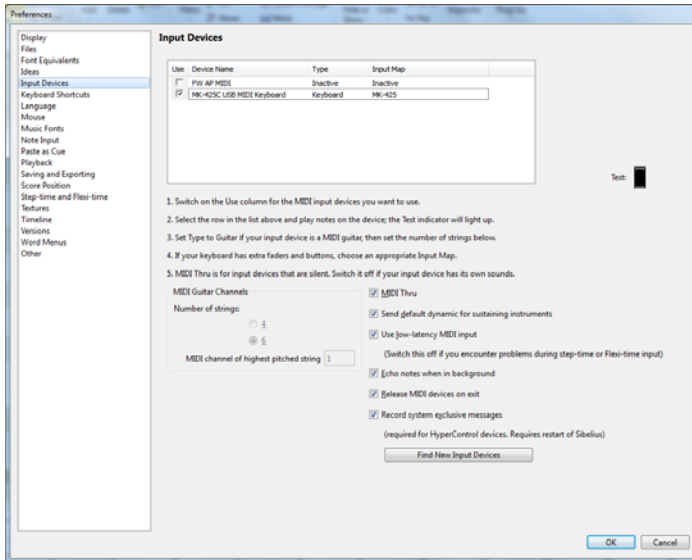 Preferences
Display
Files
Font Equivalents
Ideas
Input Devices
Keyboard Shortcuts
Language
Mouse
Music Fonts
Note Input
Paste as Cue
Playback
Saving and Exporting
Score Position
Step-time and Flexi-time
Textures
Timeline
Versions
Word Menus
Other
Input Devices
Use Device Name Type Input Map
FW AP MIDI Inactive Inactive
MK-425C USB MIDI Keyboard Keyboard MK-425
Test:
1. Switch on the Use column for the MIDI input devices you want to use.
2. Select the row in the list above and play notes on the device; the Test indicator will light up.
3. Set Type to Guitar if your input device is a MIDI guitar, then set the number of strings below.
4. If your keyboard has extra faders and buttons, choose an appropriate Input Map.
5. MIDI Thru is for input devices that are silent. Switch it off if your input device has its own sounds.
MIDI Guitar Channels
Number of strings:
4
6
MIDI channel of highest pitched string 1
MIDI Thru
Send default dynamic for sustaining instruments
Use low-latency MIDI input
(Switch this off if you encounter problems during step-time or Flexi-time input)
Echo notes when in background
Release MIDI devices on exit
Record system exclusive messages
(required for HyperControl devices. Requires restart of Sibelius)
Find New Input Devices
OK Cancel